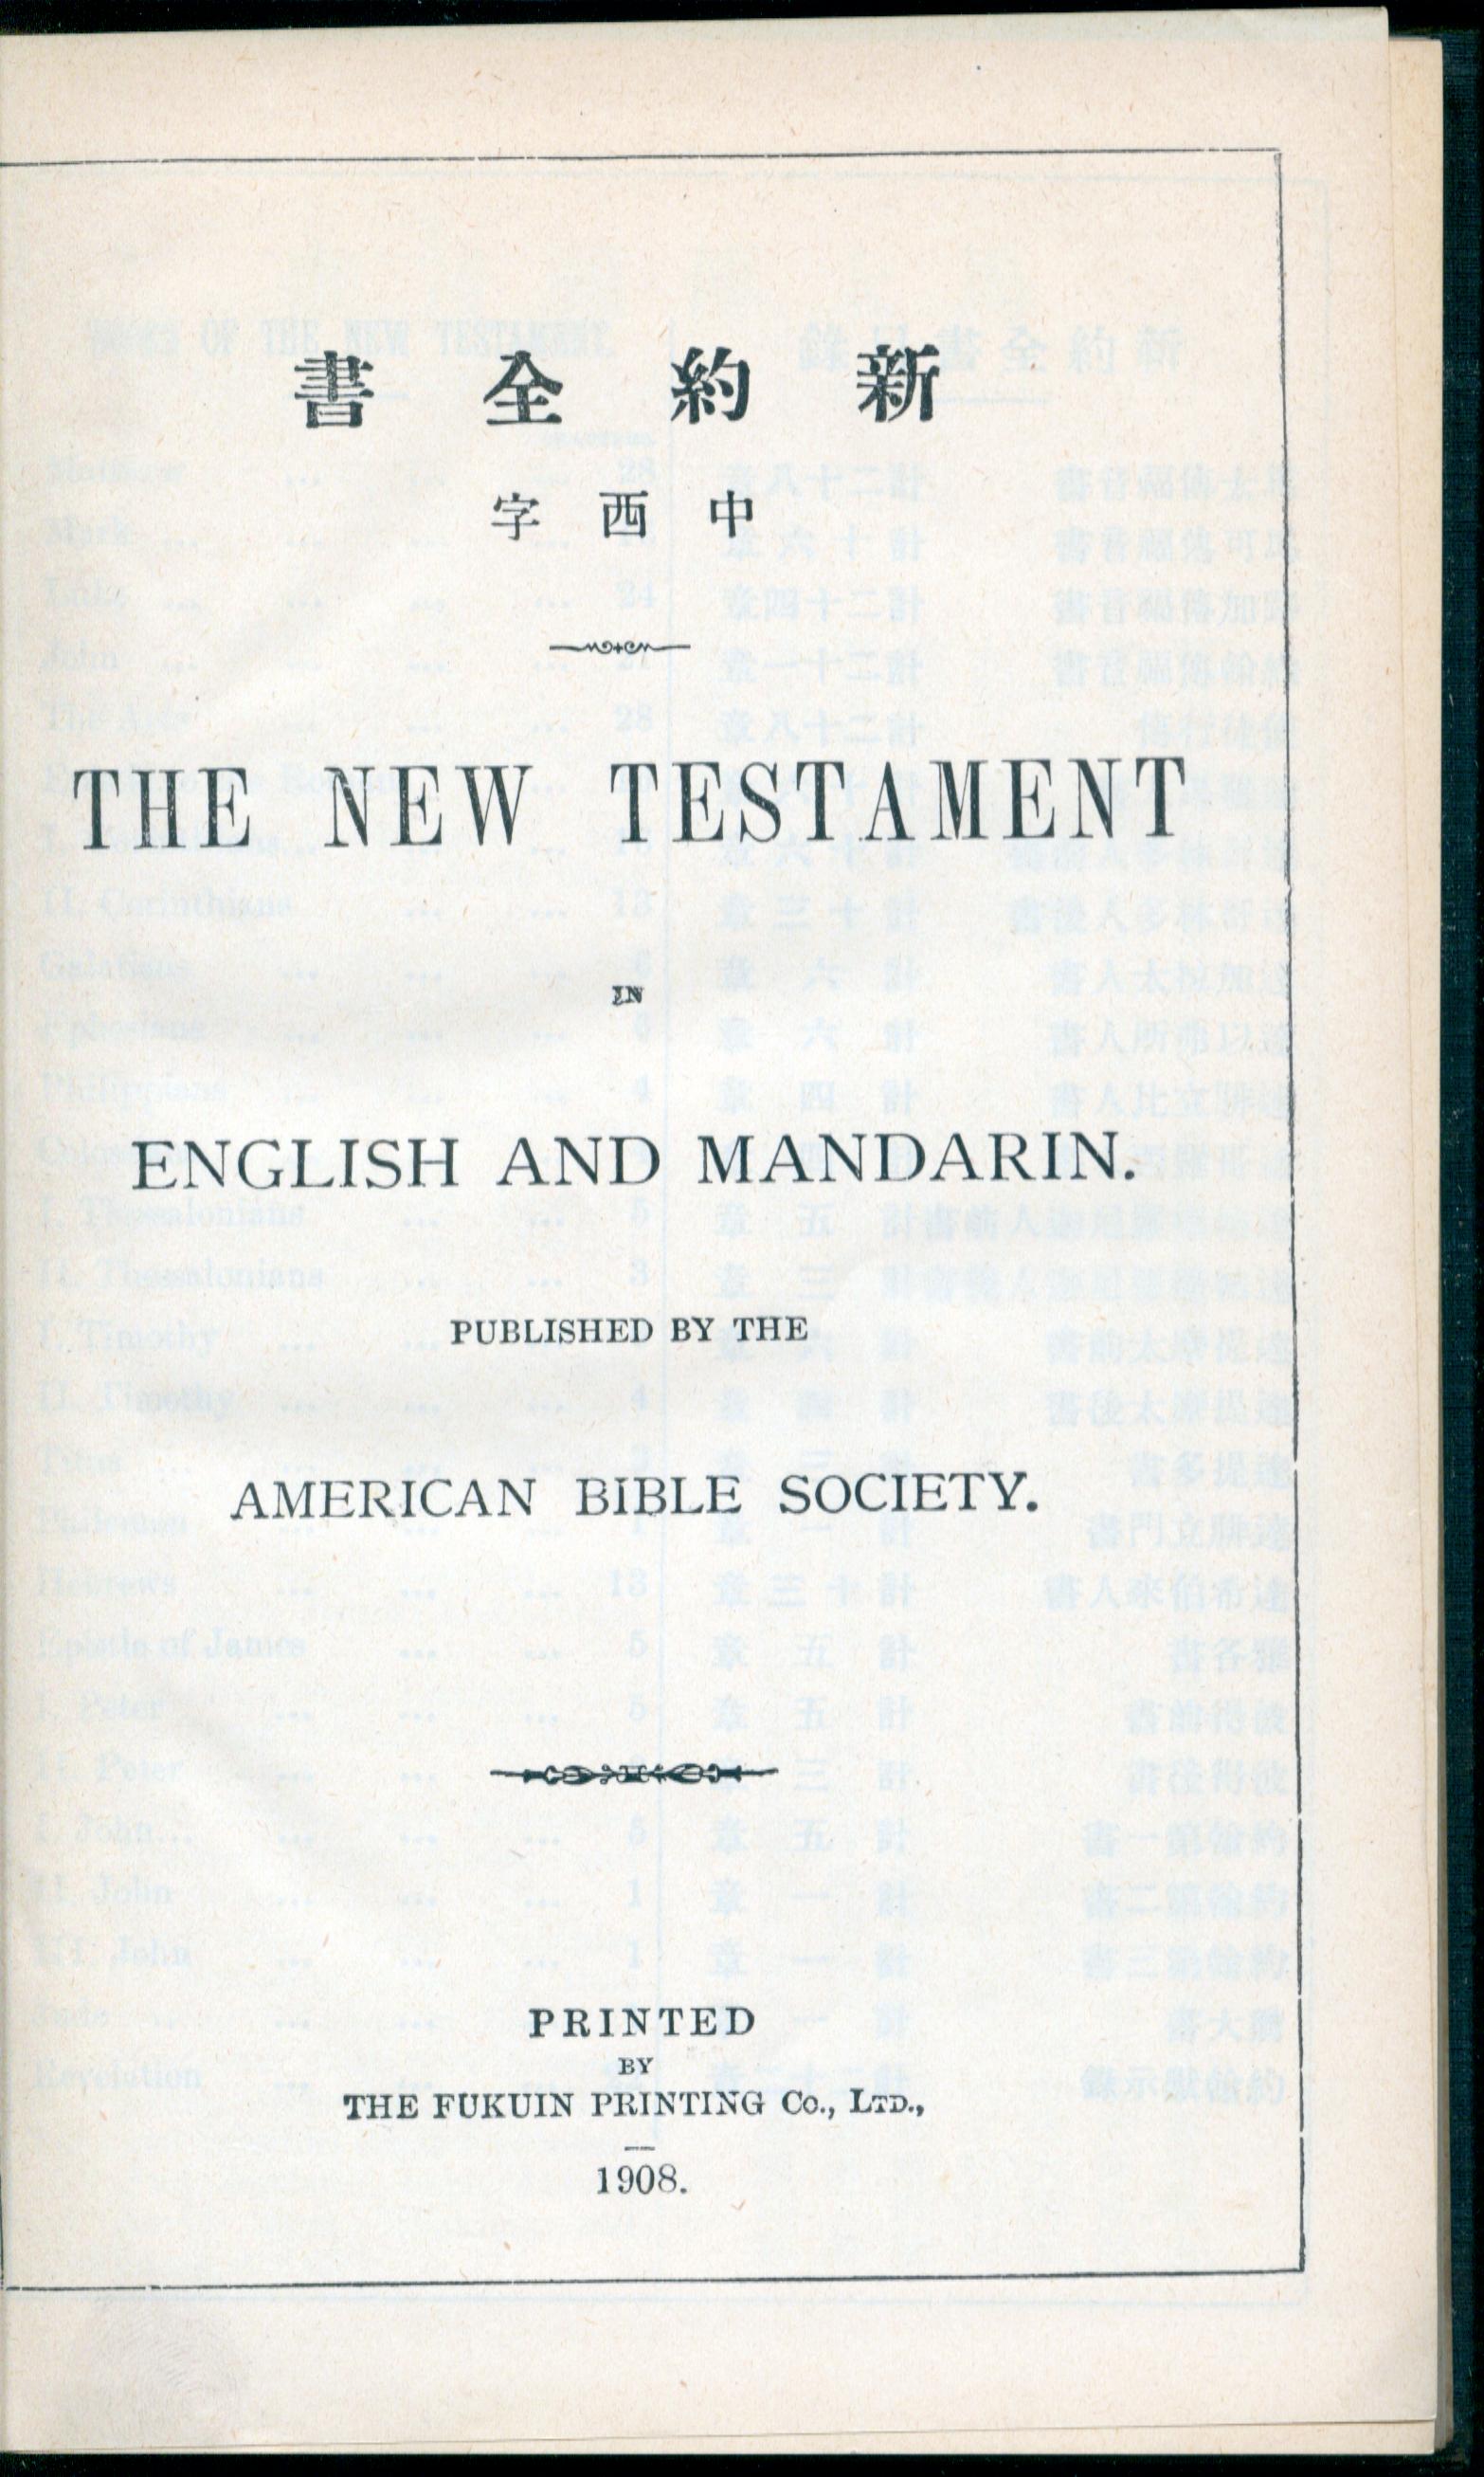 新約全書
中西字
THE NEW TESTAMENT
IN
ENGLISH AND MANDARIN.
PUBLISHED BY THE
AMERICAN BIBLE SOCIETY.
PRINTED
BY
THE FUKUIN PRINTING Co., LTD.,
1908.